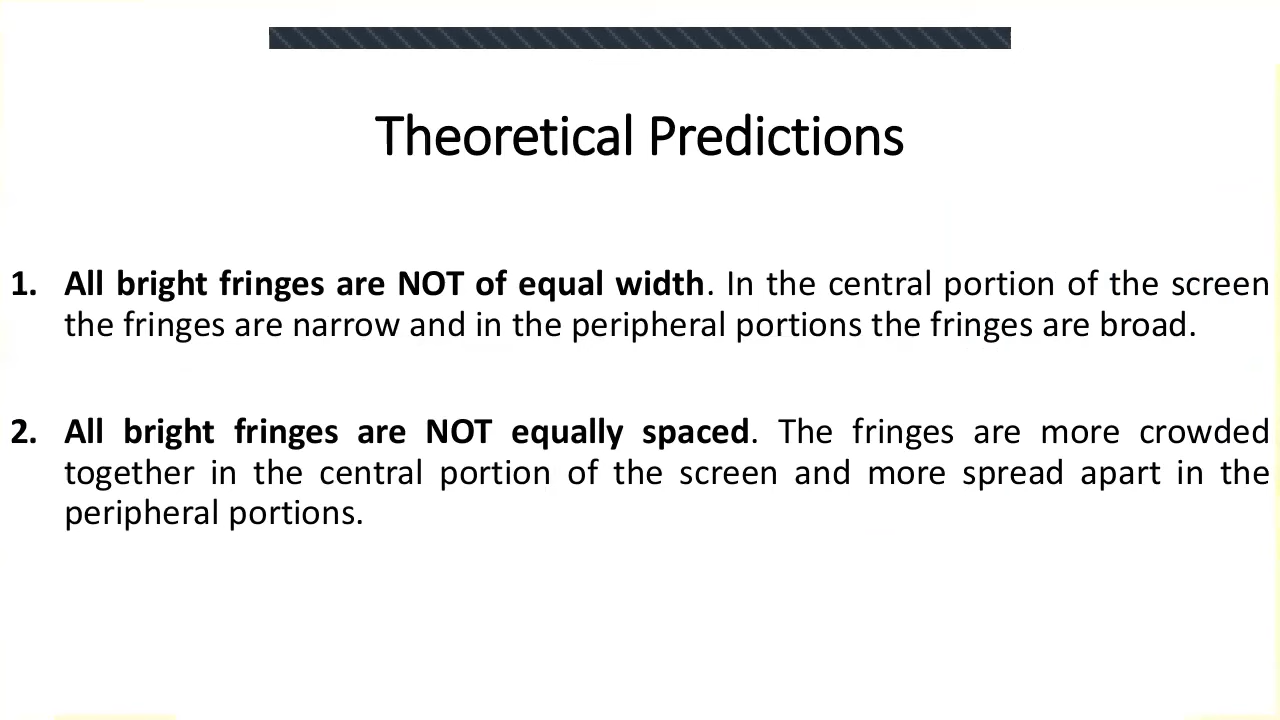 Theoretical Predictions
1. All bright fringes are NOT of equal width. In the central portion of the screen
the fringes are narrow and in the peripheral portions the fringes are broad.
2. All bright fringes are NOT equally spaced. The fringes are more crowded
together in the central portion of the screen and more spread apart in the
peripheral portions.